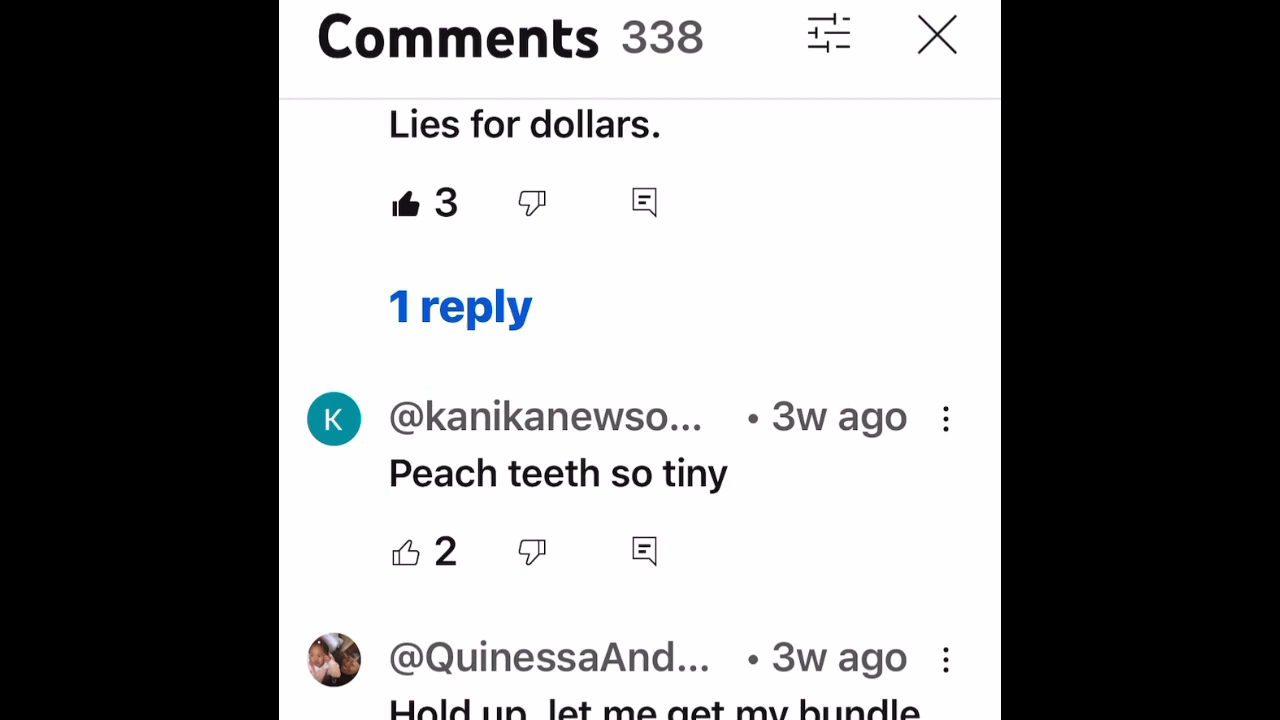 Comments 338
Lies for dollars.
3
1 reply
K @kanikanewso... • 3w ago
Peach teeth so tiny
2
@QuinessaAnd... • 3w ago
Hold up, let me get my bundle